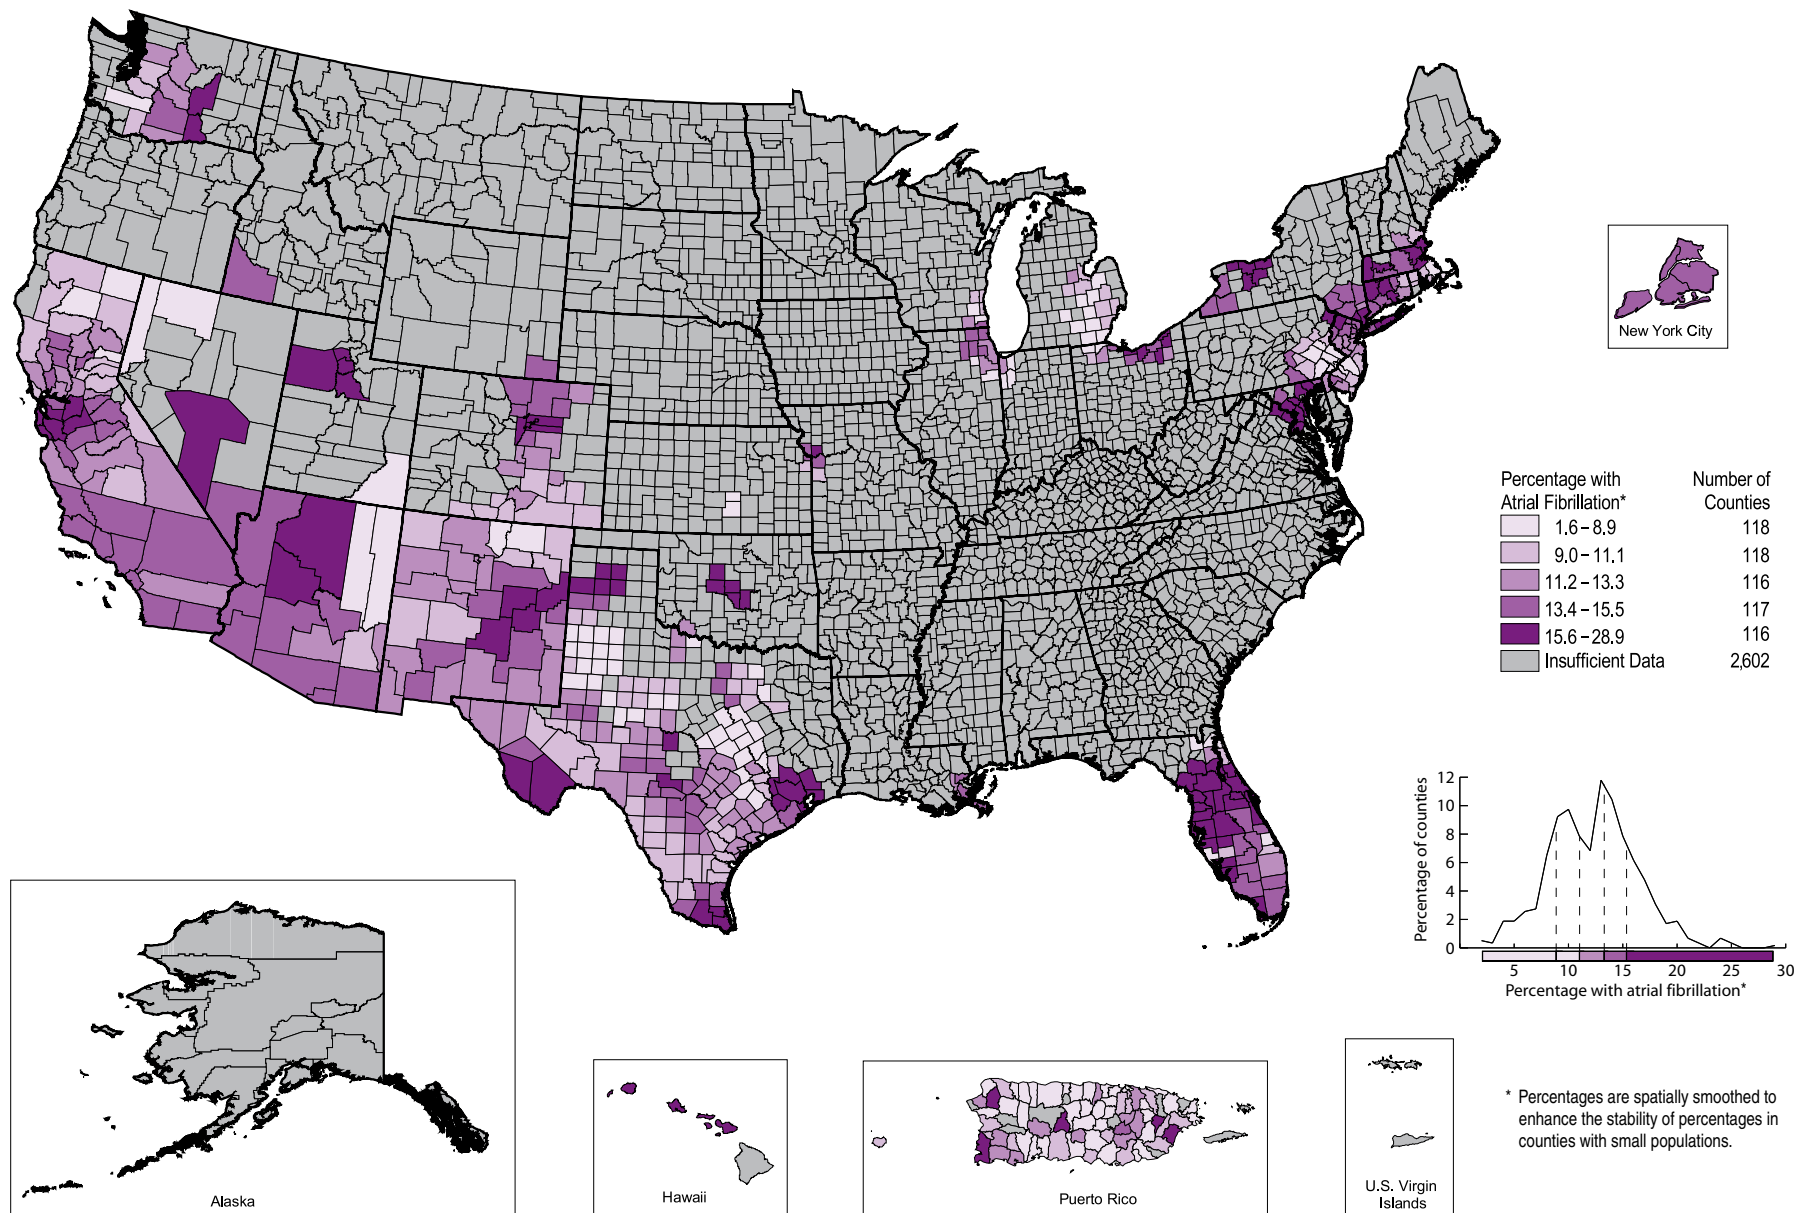 New York City
Percentage with Number of
Atrial Fibrillation* Counties
1.6 – 8.9 118
9.0 – 11.1 118
11.2 – 13.3 116
13.4 – 15.5 117
15.6 – 28.9 116
Insufficient Data 2,602
Percentage of counties
12
10
8
6
4
2
0
5 10 15 20 25 30
Percentage with atrial fibrillation*
* Percentages are spatially smoothed to
enhance the stability of percentages in
counties with small populations.
Alaska
Hawaii
Puerto Rico
U.S. Virgin
Islands